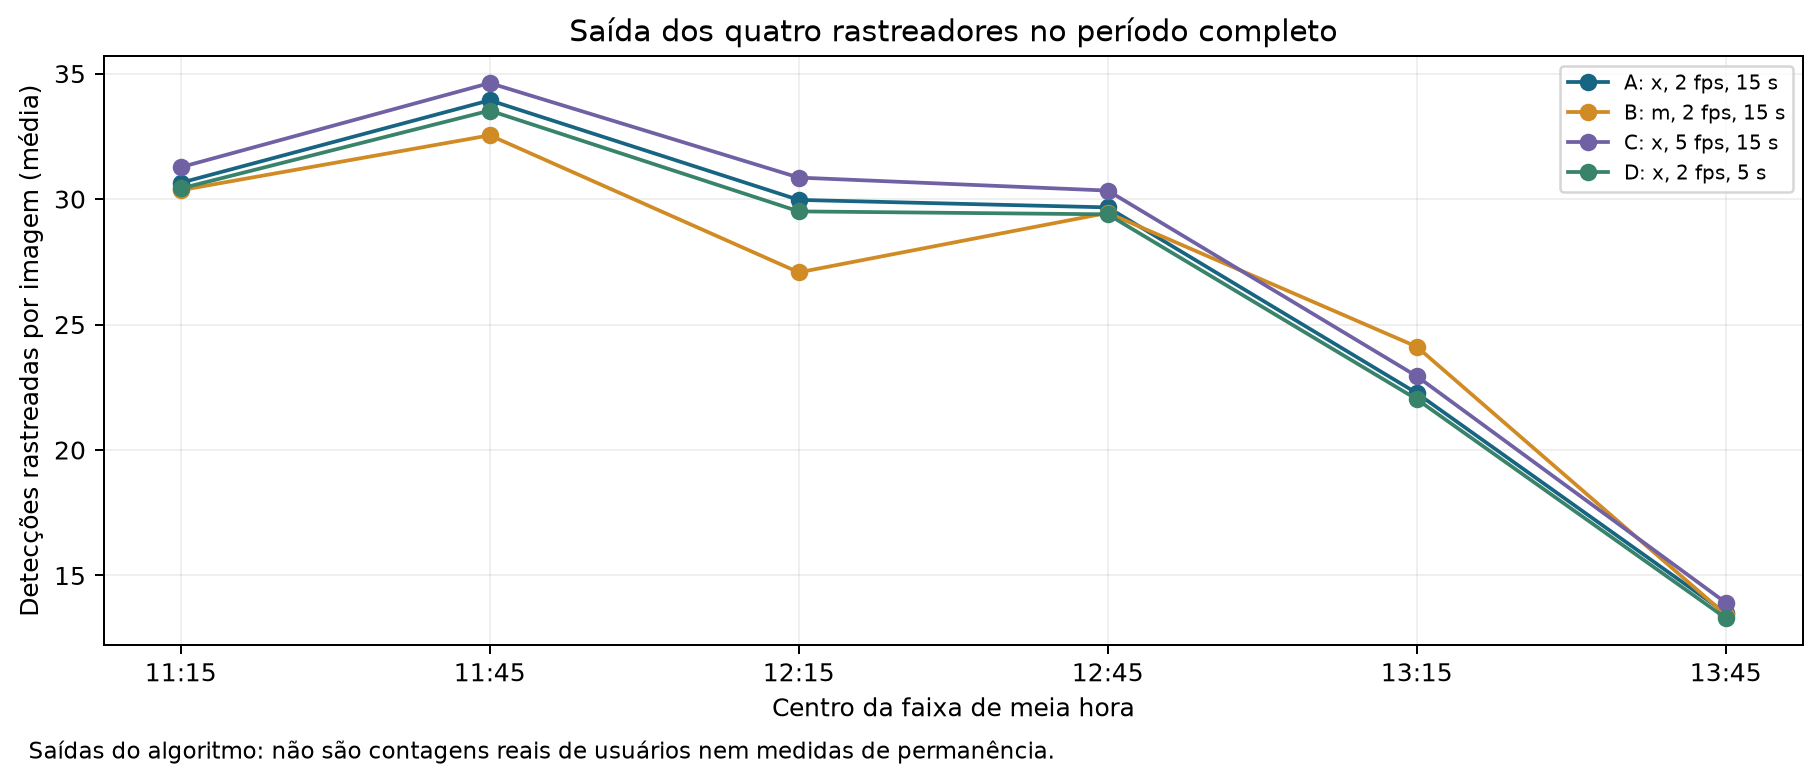 Saída dos quatro rastreadores no período completo
Detecções rastreadas por imagem (média)
35
30
25
20
15
A: x, 2 fps, 15 s
B: m, 2 fps, 15 s
C: x, 5 fps, 15 s
D: x, 2 fps, 5 s
11:15 11:45 12:15 12:45 13:15 13:45
Centro da faixa de meia hora
Saídas do algoritmo: não são contagens reais de usuários nem medidas de permanência.